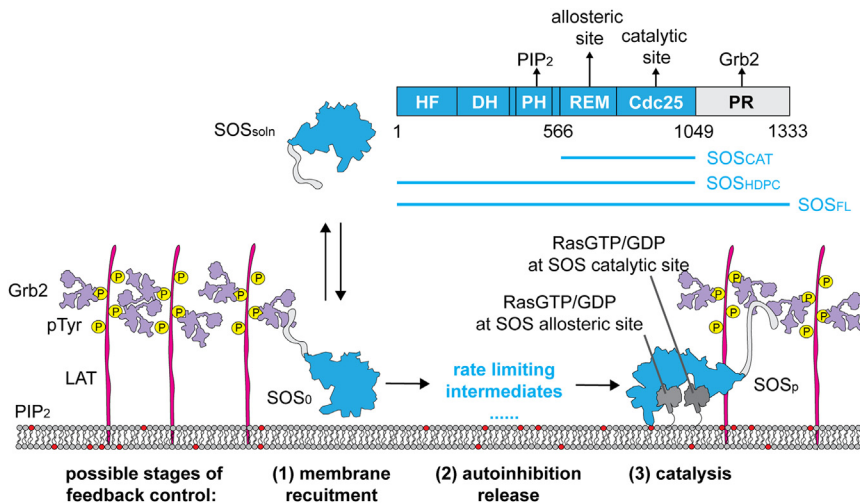 allosteric
site
catalytic
site
PIP2
Grb2
HF DH PH REM Cdc25 PR
1 566 1049 1333
SOSCAT
SOSHDPC
SOSFL
SOSsoln
RasGTP/GDP
at SOS catalytic site
RasGTP/GDP
at SOS allosteric site
P P P P
Grb2
P P P P
P P P P
pTyr
P P P P
LAT
SOS0
rate limiting
intermediates
......
SOSp
PIP2
possible stages of
feedback control:
(1) membrane
recuitment
(2) autoinhibition
release
(3) catalysis